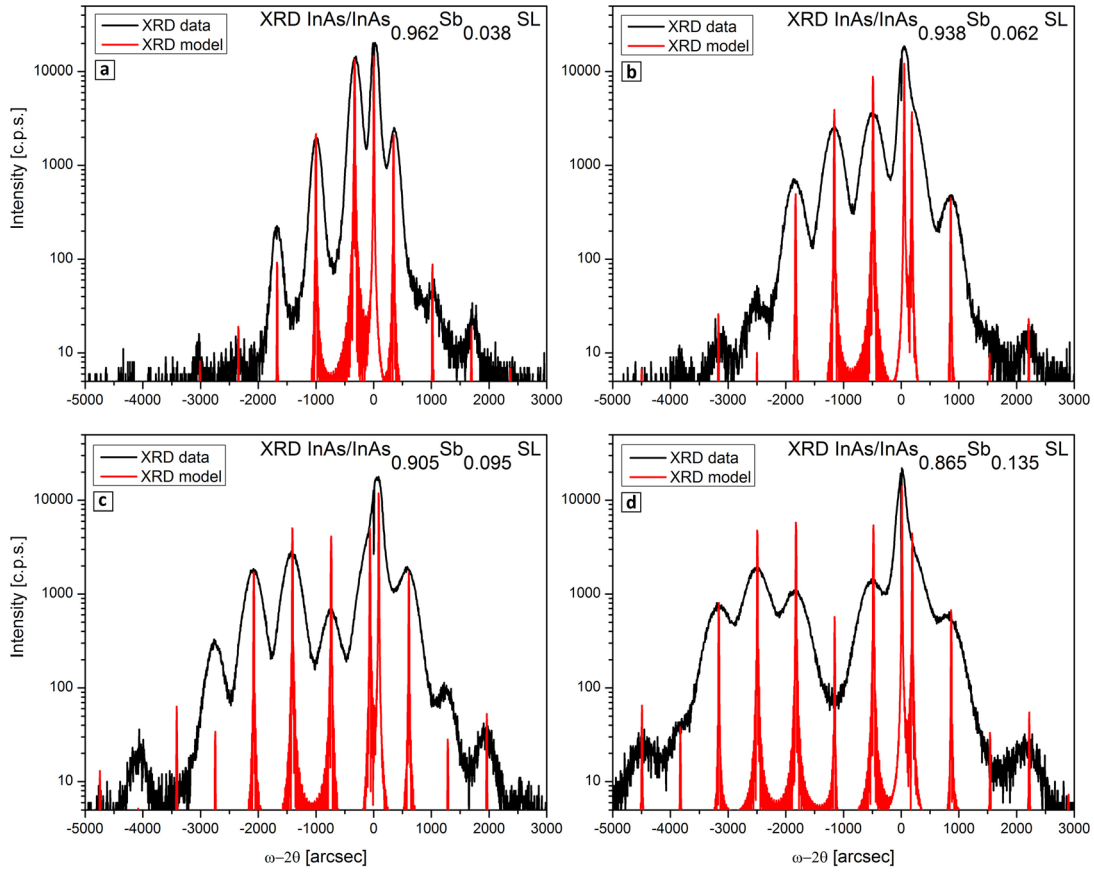 XRD InAs/InAs0.962Sb0.038 SL
XRD data
XRD model
a
10000
1000
100
10
Intensity [c.p.s.]
-5000 -4000 -3000 -2000 -1000 0 1000 2000 3000
XRD InAs/InAs0.938Sb0.062 SL
XRD data
XRD model
b
10000
1000
100
10
-5000 -4000 -3000 -2000 -1000 0 1000 2000 3000
XRD InAs/InAs0.905Sb0.095 SL
XRD data
XRD model
c
10000
1000
100
10
Intensity [c.p.s.]
-5000 -4000 -3000 -2000 -1000 0 1000 2000 3000
ω−2θ [arcsec]
XRD InAs/InAs0.865Sb0.135 SL
XRD data
XRD model
d
10000
1000
100
10
-5000 -4000 -3000 -2000 -1000 0 1000 2000 3000
ω−2θ [arcsec]